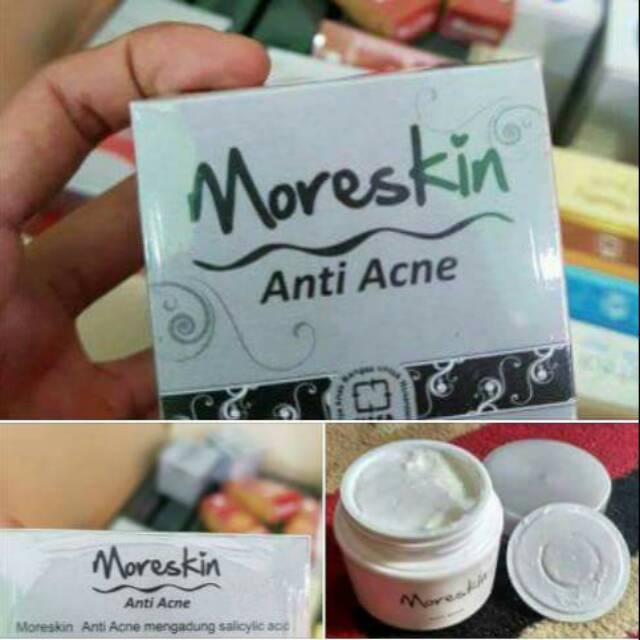 Moreskin
Anti Acne
Moreskin
Anti Acne
Moreskin Anti Acne mengadung salicylic acid
Moreskin